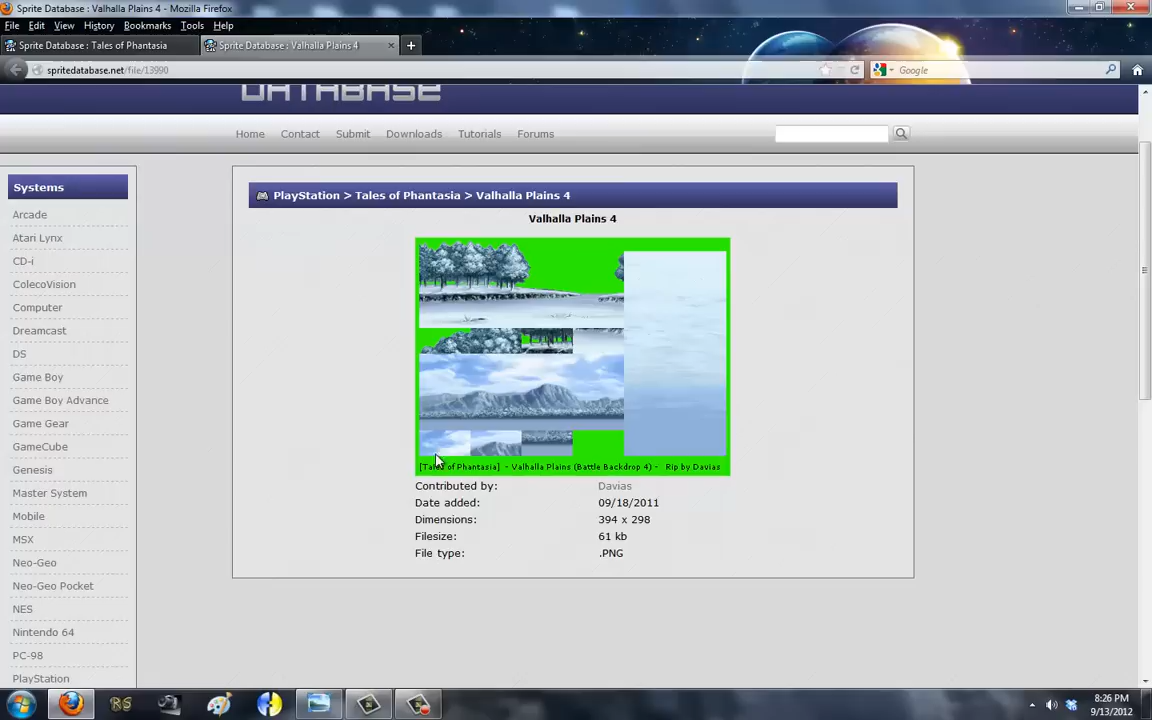 Sprite Database : Valhalla Plains 4 - Mozilla Firefox
File Edit View History Bookmarks Tools Help
Sprite Database : Tales of Phantasia
Sprite Database : Valhalla Plains 4
spritedatabase.net/file/13990
Google
DATABASE
Home Contact Submit Downloads Tutorials Forums
Systems
Arcade
Atari Lynx
CD-i
ColecoVision
Computer
Dreamcast
DS
Game Boy
Game Boy Advance
Game Gear
GameCube
Genesis
Master System
Mobile
MSX
Neo-Geo
Neo-Geo Pocket
NES
Nintendo 64
PC-98
PlayStation
PlayStation > Tales of Phantasia > Valhalla Plains 4
Valhalla Plains 4
[Tales of Phantasia] - Valhalla Plains (Battle Backdrop 4) - Rip by Davias
Contributed by: Davias
Date added: 09/18/2011
Dimensions: 394 x 298
Filesize: 61 kb
File type: .PNG
RS
8:26 PM
9/13/2012